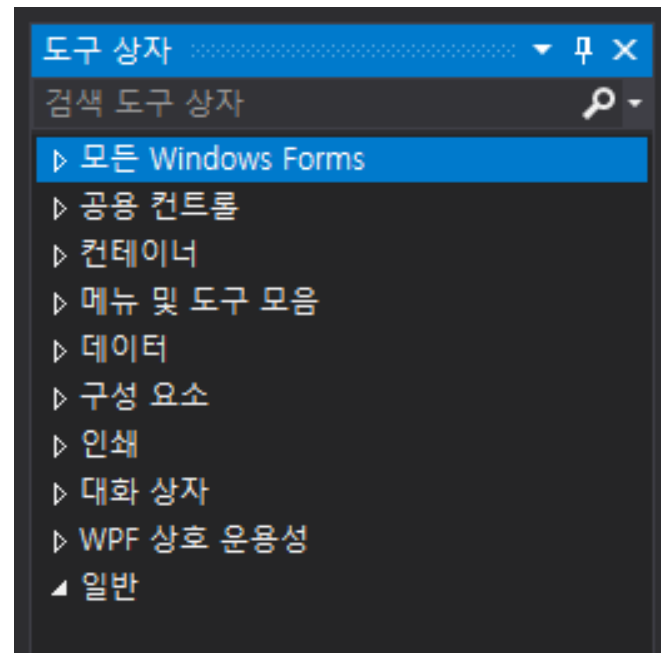 도구 상자
검색 도구 상자
모든 Windows Forms
공용 컨트롤
컨테이너
메뉴 및 도구 모음
데이터
구성 요소
인쇄
대화 상자
WPF 상호 운용성
일반